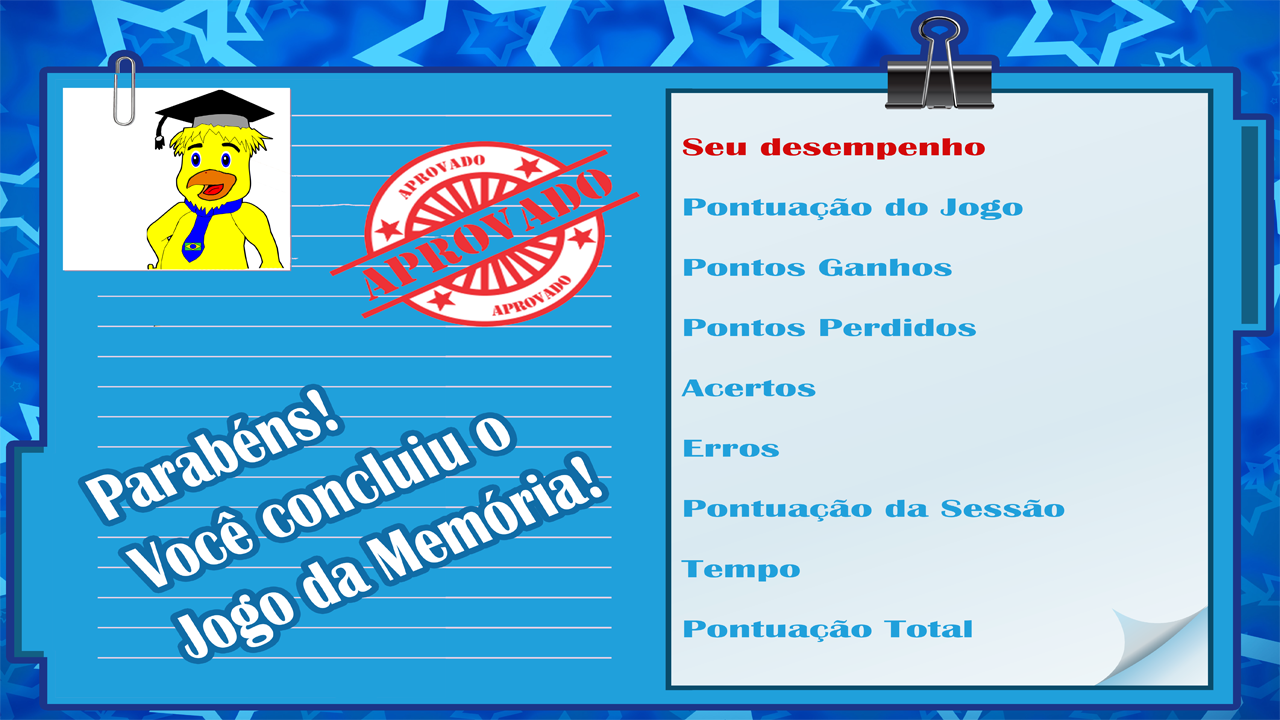 APROVADO
APROVADO
APROVADO
Parabéns!
Você concluiu o
Jogo da Memória!
Seu desempenho
Pontuação do Jogo
Pontos Ganhos
Pontos Perdidos
Acertos
Erros
Pontuação da Sessão
Tempo
Pontuação Total